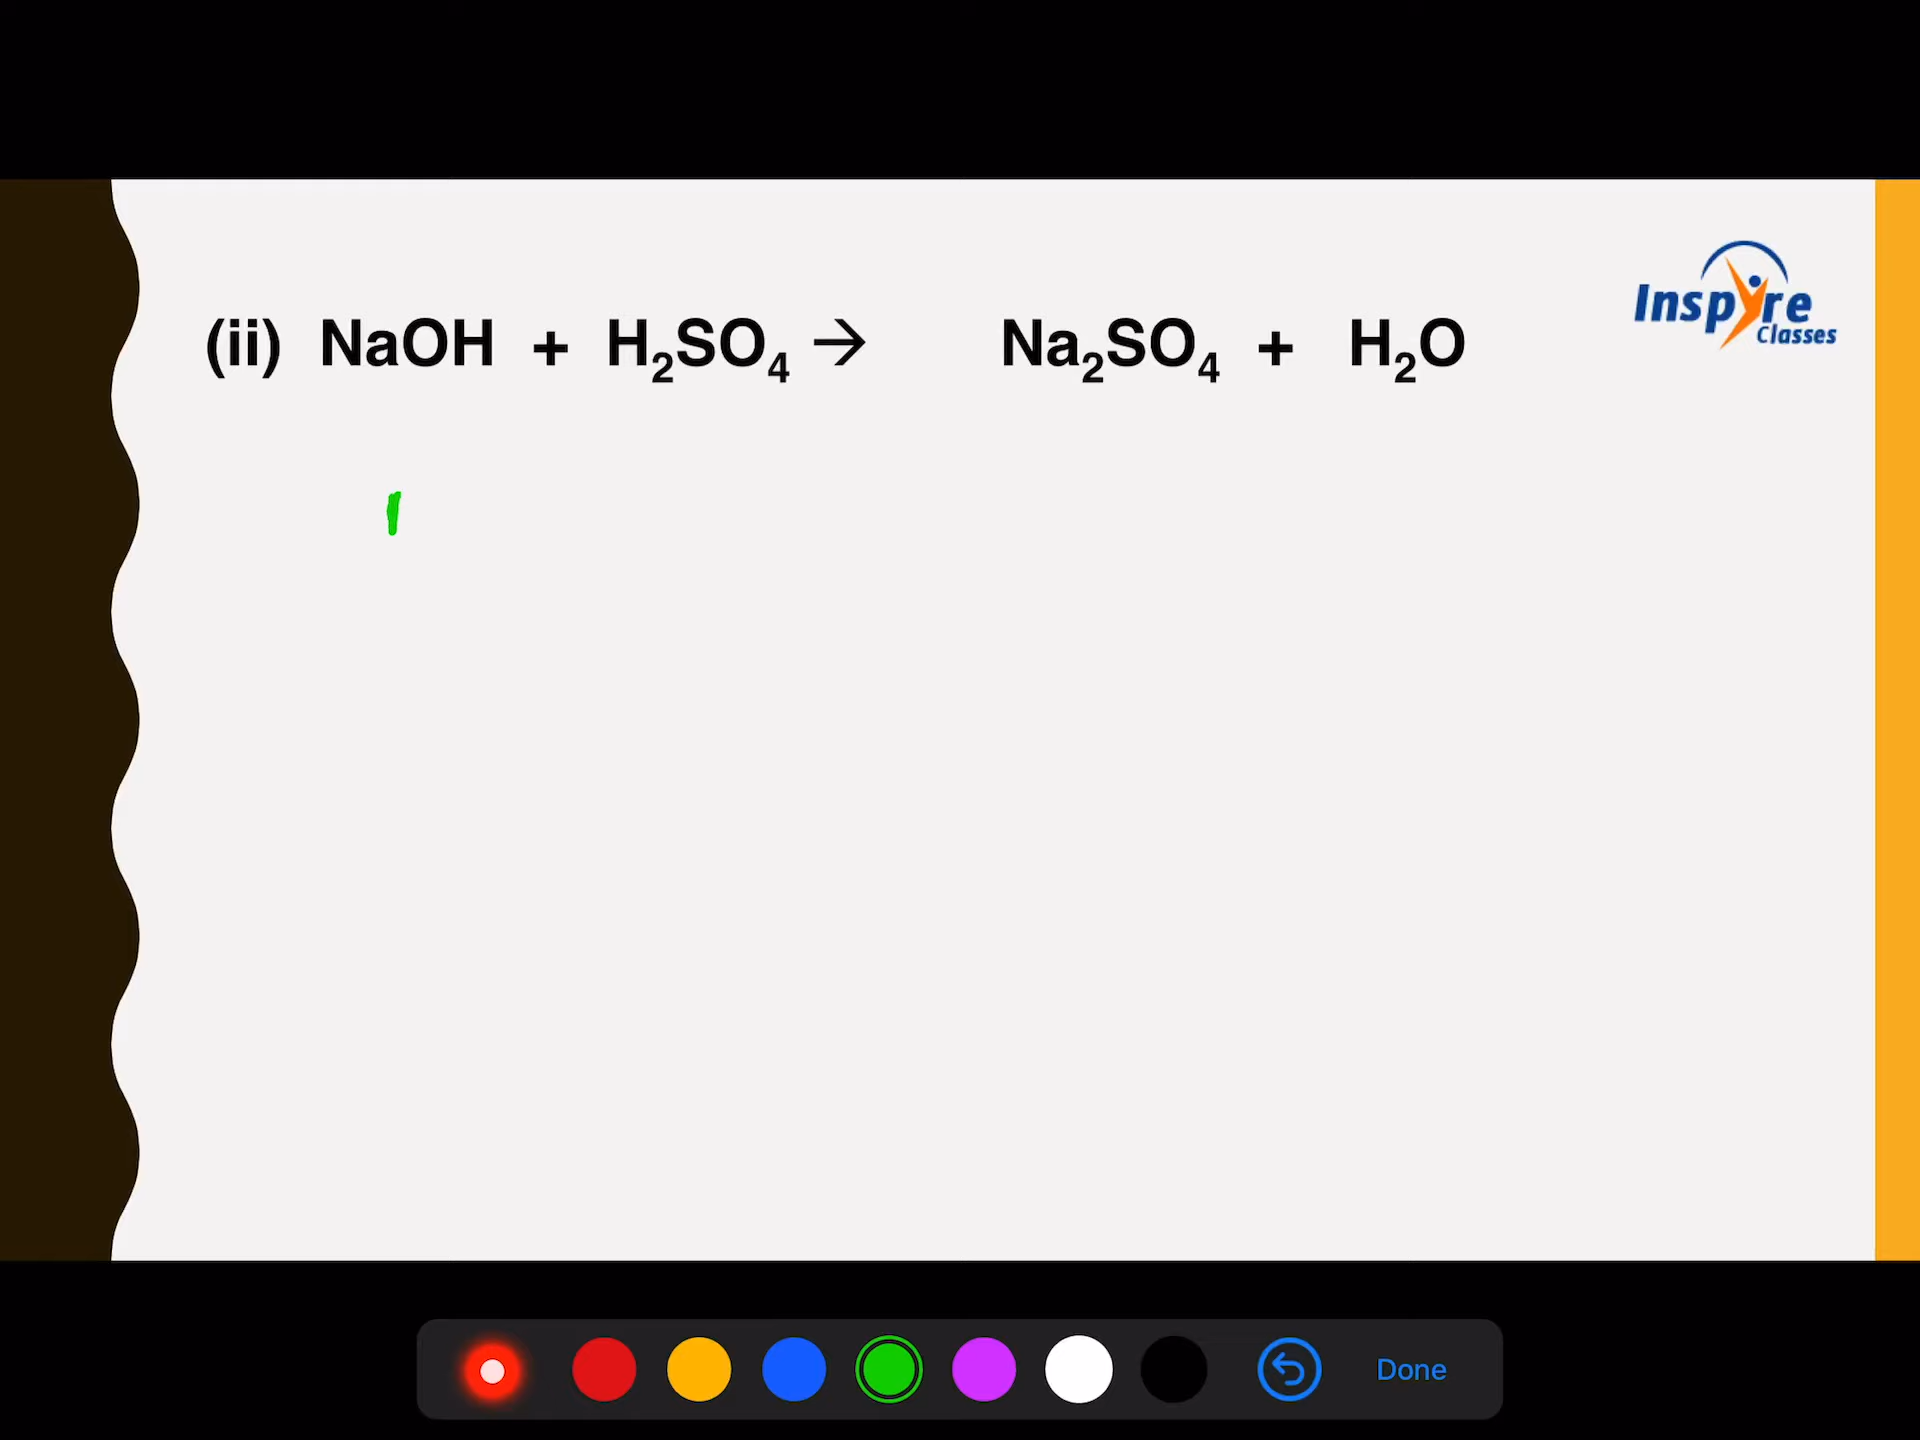 Inspyre
Classes
(ii) NaOH + H₂SO₄ → Na₂SO₄ + H₂O
Done